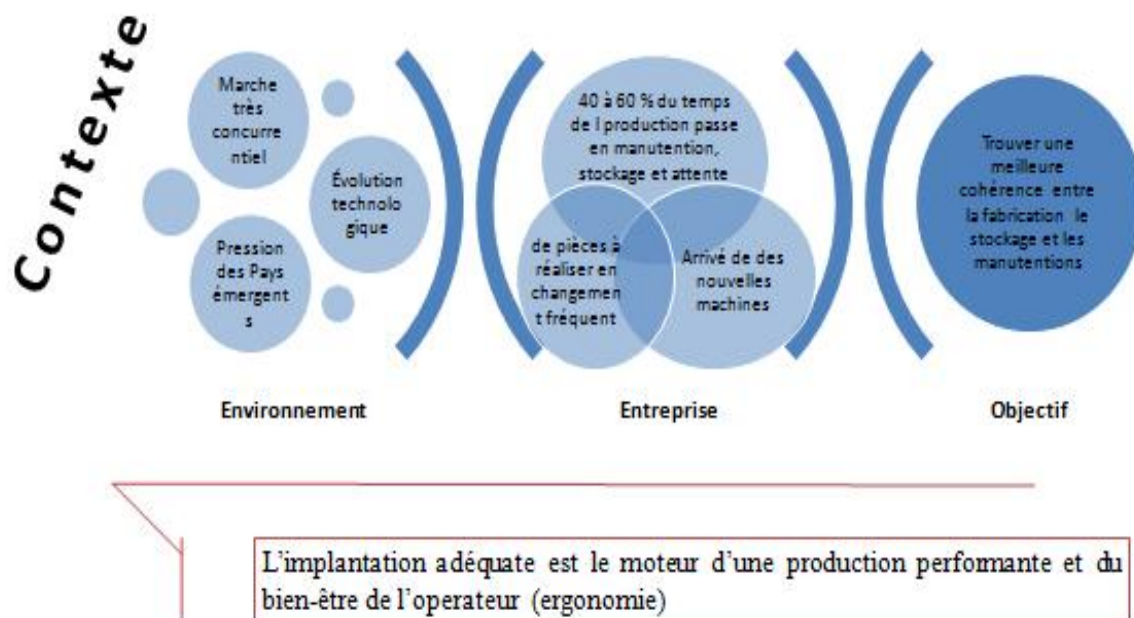 Contexte
Marche
très
concurre
ntiel
Évolution
technolo
gique
Pression
des Pays
émergent
s
Environnement
40 à 60 % du temps
de l production passe
en manutention,
stockage et attente
de pièces à
réaliser en
changemen
t fréquent
Arrivé de des
nouvelles
machines
Entreprise
Trouver une
meilleure
cohérence entre
la fabrication le
stockage et les
manutentions
Objectif
L’implantation adéquate est le moteur d’une production performante et du
bien-être de l’operateur (ergonomie)